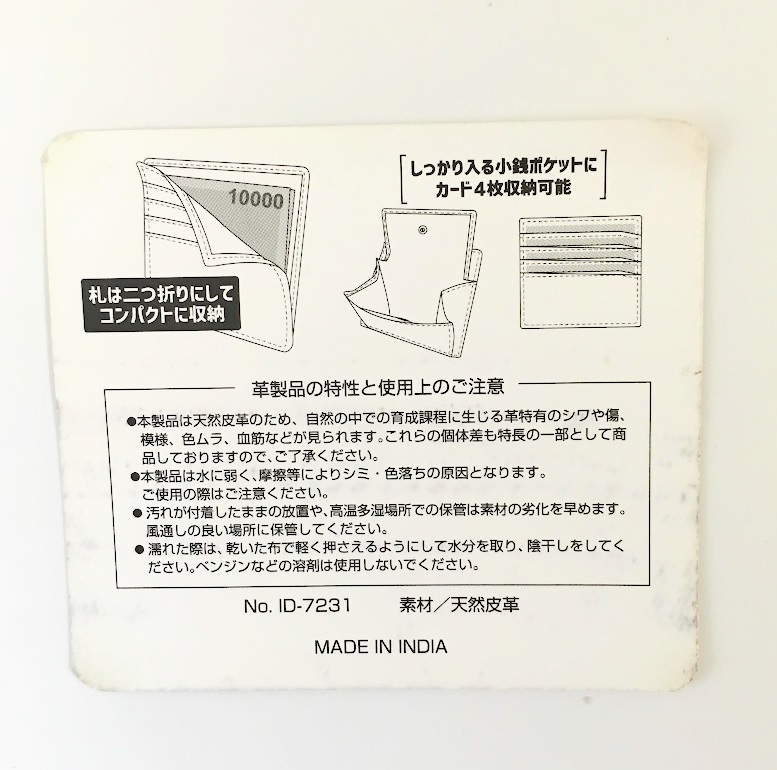 10000
しっかり入る小銭ポケットに
カード4枚収納可能
札は二つ折りにして
コンパクトに収納
革製品の特性と使用上のご注意
●本製品は天然皮革のため、自然の中での育成課程に生じる革特有のシワや傷、
模様、色ムラ、血筋などが見られます。これらの個体差も特長の一部として商
品しておりますので、ご了承ください。
●本製品は水に弱く、摩擦等によりシミ・色落ちの原因となります。
ご使用の際はご注意ください。
●汚れが付着したままの放置や、高温多湿場所での保管は素材の劣化を早めます。
風通しの良い場所に保管してください。
●濡れた際は、乾いた布で軽く押さえるようにして水分を取り、陰干しをしてく
ださい。ベンジンなどの溶剤は使用しないでください。
No. ID-7231 素材／天然皮革
MADE IN INDIA